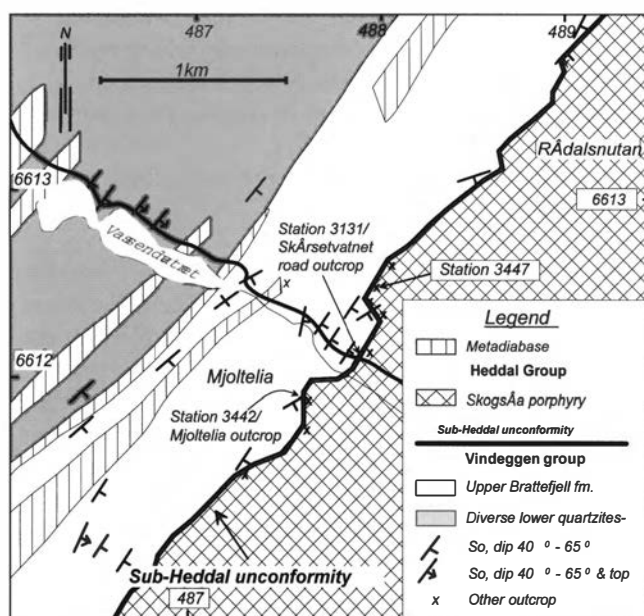 487
488
489
N
1km
RÅdalsnutan
6613
6613
Station 3131/
SkÅrsetvatnet
road outcrop
Vassendvatnet
Station 3447
6612
Mjoltelia
Station 3442/
Mjoltelia outcrop
Sub-Heddal unconformity
487
Legend
Metadiabase
Heddal Group
SkogsÅa porphyry
Sub-Heddal unconformity
Vindeggen group
Upper Brattefjell fm.
Diverse lower quartzites-
So, dip 40 ° - 65 °
So, dip 40 ° - 65 ° & top
x Other outcrop